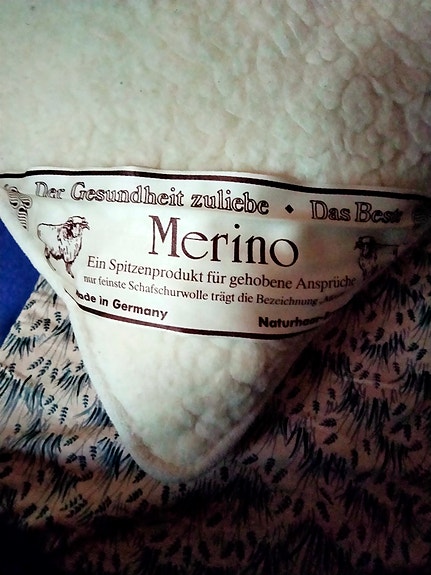 Der Gesundheit zuliebe ♦ Das Beste
Merino
Ein Spitzenprodukt für gehobene Ansprüche
nur feinste Schafschurwolle trägt die Bezeichnung
Made in Germany